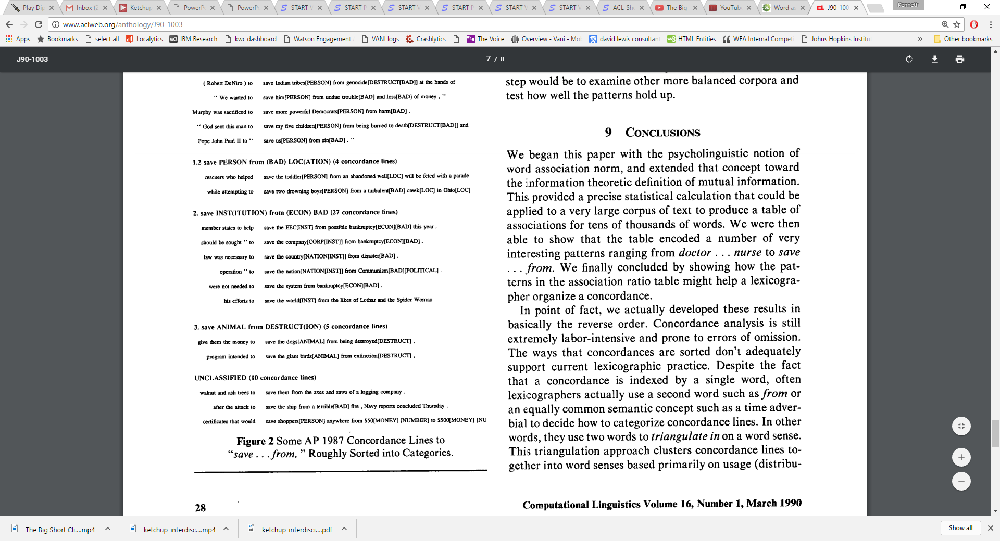 Play Di
Inbox (2
Ketchup
PowerP
PowerP
START V
START P
START V
START P
START V
START V
ACL-Sh
The Big
YouTub
Word a
J90-100
Kenneth
www.aclweb.org/anthology/J90-1003
Apps
Bookmarks
select all
Localytics
IBM Research
kwc dashboard
Watson Engagement
VANI logs
Crashlytics
The Voice
Overview - Vani - Mo
david lewis consultan
HTML Entities
WEA Internal Compet
Johns Hopkins Institu
»
Other bookmarks
J90-1003
7 / 8
( Robert DeNiro ) to save Indian tribes[PERSON] from genocide[DESTRUCT[BAD]] at the hands of
“ We wanted to save him[PERSON] from undue trouble[BAD] and loss[BAD] of money , ”
Murphy was sacrificed to save more powerful Democrats[PERSON] from harm[BAD] .
“ God sent this man to save my five children[PERSON] from being burned to death[DESTRUCT[BAD]] and
Pope John Paul II to “ save us[PERSON] from sin[BAD] . ”
1.2 save PERSON from (BAD) LOC(ATION) (4 concordance lines)
rescuers who helped save the toddler[PERSON] from an abandoned well[LOC] will be feted with a parade
while attempting to save two drowning boys[PERSON] from a turbulent[BAD] creek[LOC] in Ohio[LOC]
2. save INST(ITUTION) from (ECON) BAD (27 concordance lines)
member states to help save the EEC[INST] from possible bankruptcy[ECON][BAD] this year .
should be sought ” to save the company[CORP[INST]] from bankruptcy[ECON][BAD] .
law was necessary to save the country[NATION[INST]] from disaster[BAD] .
operation ” to save the nation[NATION[INST]] from Communism[BAD][POLITICAL] .
were not needed to save the system from bankruptcy[ECON][BAD] .
his efforts to save the world[INST] from the likes of Lothar and the Spider Woman
3. save ANIMAL from DESTRUCT(ION) (5 concordance lines)
give them the money to save the dogs[ANIMAL] from being destroyed[DESTRUCT] ,
program intended to save the giant birds[ANIMAL] from extinction[DESTRUCT] ,
UNCLASSIFIED (10 concordance lines)
walnut and ash trees to save them from the axes and saws of a logging company .
after the attack to save the ship from a terrible[BAD] fire , Navy reports concluded Thursday .
certificates that would save shoppers[PERSON] anywhere from $50[MONEY] [NUMBER] to $500[MONEY] [NU
Figure 2 Some AP 1987 Concordance Lines to
“save . . . from, ” Roughly Sorted into Categories.
28
step would be to examine other more balanced corpora and
test how well the patterns hold up.
9 CONCLUSIONS
We began this paper with the psycholinguistic notion of
word association norm, and extended that concept toward
the information theoretic definition of mutual information.
This provided a precise statistical calculation that could be
applied to a very large corpus of text to produce a table of
associations for tens of thousands of words. We were then
able to show that the table encoded a number of very
interesting patterns ranging from doctor . . . nurse to save
. . . from. We finally concluded by showing how the pat-
terns in the association ratio table might help a lexicogra-
pher organize a concordance.
In point of fact, we actually developed these results in
basically the reverse order. Concordance analysis is still
extremely labor-intensive and prone to errors of omission.
The ways that concordances are sorted don't adequately
support current lexicographic practice. Despite the fact
that a concordance is indexed by a single word, often
lexicographers actually use a second word such as from or
an equally common semantic concept such as a time adver-
bial to decide how to categorize concordance lines. In other
words, they use two words to triangulate in on a word sense.
This triangulation approach clusters concordance lines to-
gether into word senses based primarily on usage (distribu-
Computational Linguistics Volume 16, Number 1, March 1990
The Big Short Cli....mp4
ketchup-interdisc....mp4
ketchup-interdisci....pdf
Show all